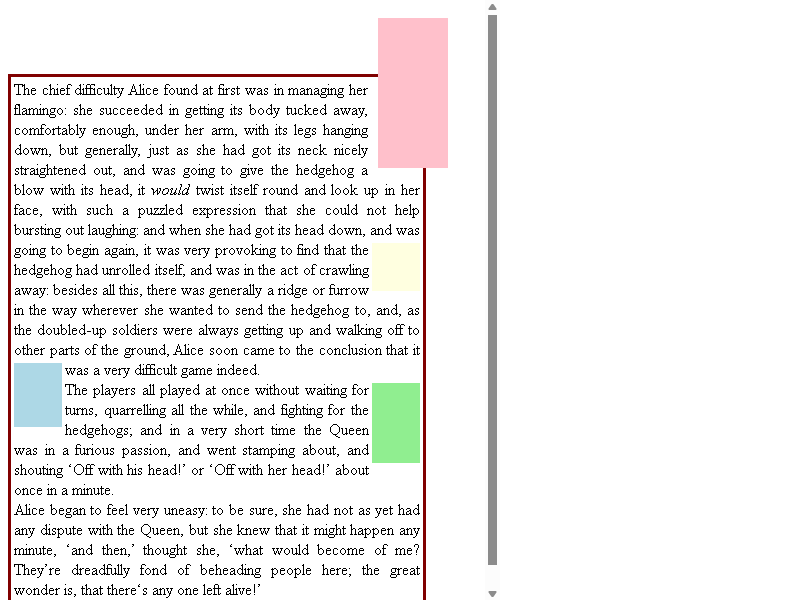 The chief difficulty Alice found at first was in managing her
flamingo: she succeeded in getting its body tucked away,
comfortably enough, under her arm, with its legs hanging
down, but generally, just as she had got its neck nicely
straightened out, and was going to give the hedgehog a
blow with its head, it would twist itself round and look up in her
face, with such a puzzled expression that she could not help
bursting out laughing: and when she had got its head down, and was
going to begin again, it was very provoking to find that the
hedgehog had unrolled itself, and was in the act of crawling
away: besides all this, there was generally a ridge or furrow
in the way wherever she wanted to send the hedgehog to, and, as
the doubled-up soldiers were always getting up and walking off to
other parts of the ground, Alice soon came to the conclusion that it
was a very difficult game indeed.
The players all played at once without waiting for
turns, quarrelling all the while, and fighting for the
hedgehogs; and in a very short time the Queen
was in a furious passion, and went stamping about, and
shouting ‘Off with his head!’ or ‘Off with her head!’ about
once in a minute.
Alice began to feel very uneasy: to be sure, she had not as yet had
any dispute with the Queen, but she knew that it might happen any
minute, ‘and then,’ thought she, ‘what would become of me?
They’re dreadfully fond of beheading people here; the great
wonder is, that there‘s any one left alive!’